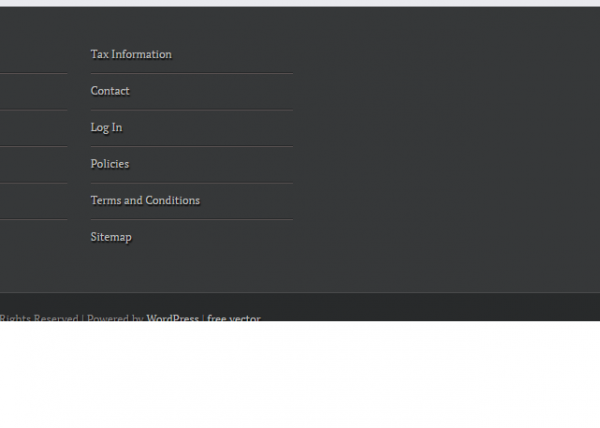 Tax Information
Contact
Log In
Policies
Terms and Conditions
Sitemap
Rights Reserved | Powered by WordPress | free vector